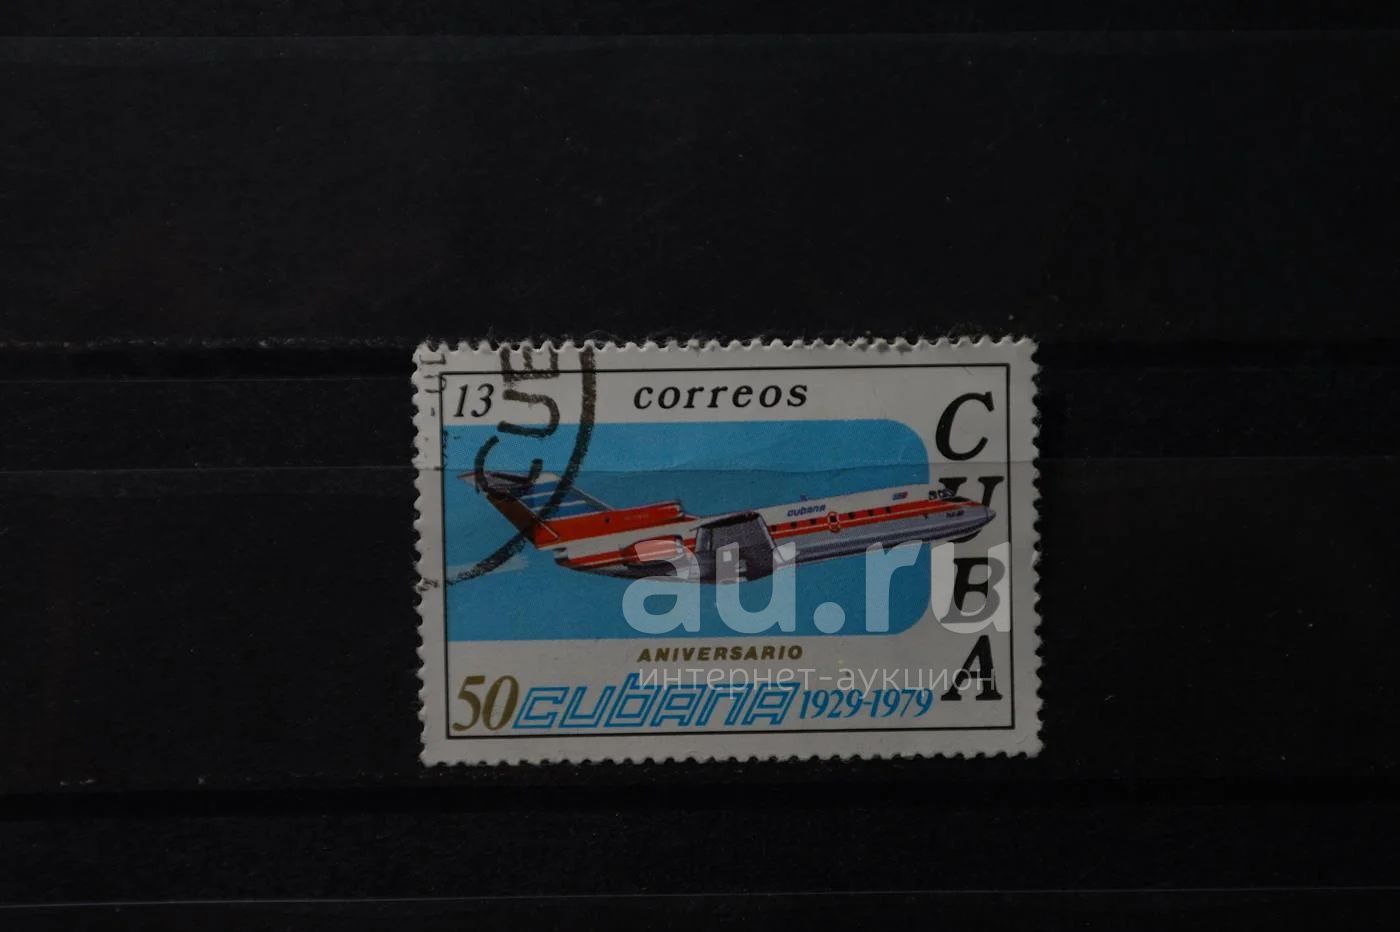 13 correos
CUBA
cubana
au.ru
ANIVERSARIO
интернет-аукцион
50 CUBANA 1929-1979